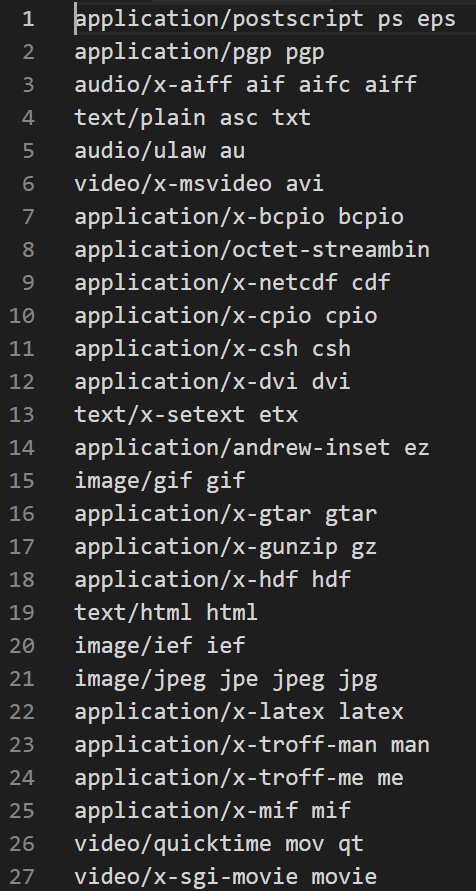 1 application/postscript ps eps
2 application/pgp pgp
3 audio/x-aiff aif aifc aiff
4 text/plain asc txt
5 audio/ulaw au
6 video/x-msvideo avi
7 application/x-bcpio bcpio
8 application/octet-streambin
9 application/x-netcdf cdf
10 application/x-cpio cpio
11 application/x-csh csh
12 application/x-dvi dvi
13 text/x-setext etx
14 application/andrew-inset ez
15 image/gif gif
16 application/x-gtar gtar
17 application/x-gunzip gz
18 application/x-hdf hdf
19 text/html html
20 image/ief ief
21 image/jpeg jpe jpeg jpg
22 application/x-latex latex
23 application/x-troff-man man
24 application/x-troff-me me
25 application/x-mif mif
26 video/quicktime mov qt
27 video/x-sgi-movie movie